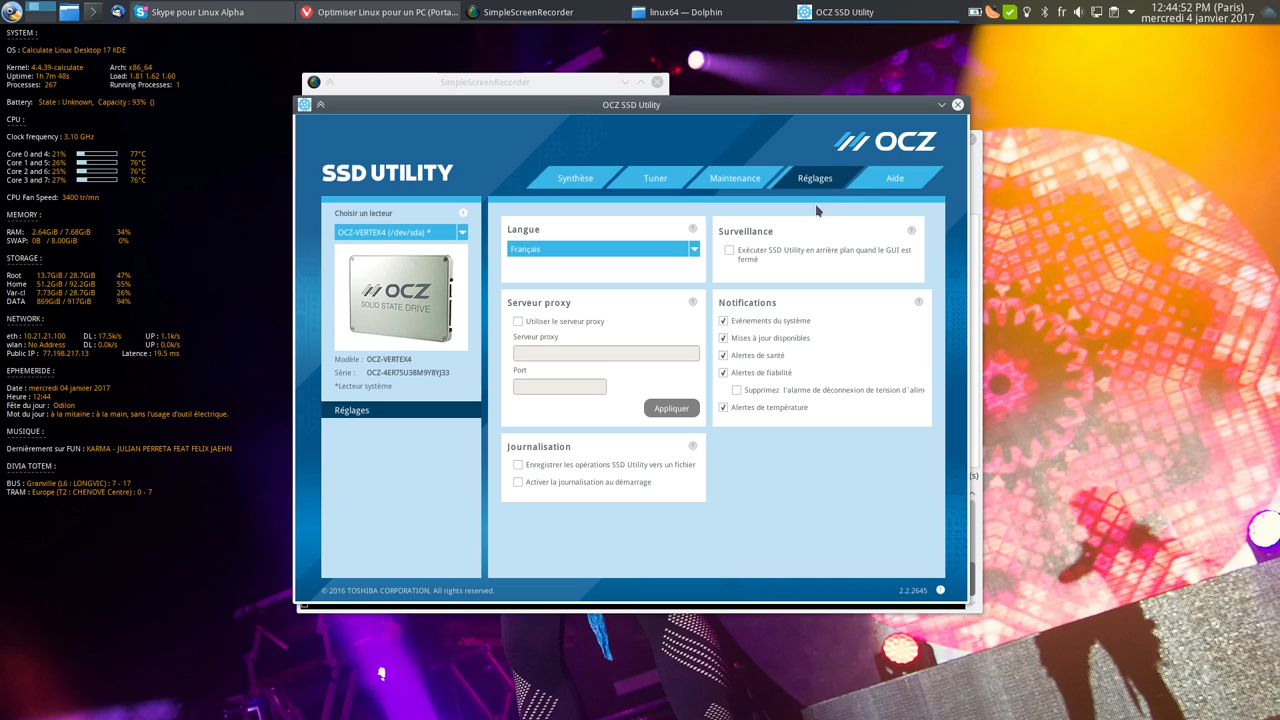 Skype pour Linux Alpha
Optimiser Linux pour un PC (Porta...
SimpleScreenRecorder
linux64 — Dolphin
OCZ SSD Utility
fr
12:44:52 PM (paris)
mercredi 4 janvier 2017
SYSTEM :
OS : Calculate Linux Desktop 17 KDE
Kernel: 4.4.39-calculate Arch: x86_64
Uptime: 1h 7m 48s Load: 1.81 1.62 1.60
Processes: 267 Running Processes: 1
Battery: State : Unknown, Capacity : 93% ()
CPU :
Clock frequency : 3.10 GHz
Core 0 and 4: 21% 77°C
Core 1 and 5: 26% 76°C
Core 2 and 6: 25% 76°C
Core 3 and 7: 27% 76°C
CPU Fan Speed: 3400 tr/mn
MEMORY :
RAM: 2.64GiB / 7.68GiB 34%
SWAP: 0B / 8.00GiB 0%
STORAGE :
Root 13.7GiB / 28.7GiB 47%
Home 51.2GiB / 92.2GiB 55%
Var-cl 7.73GiB / 28.7GiB 26%
DATA 869GiB / 917GiB 94%
NETWORK :
eth : 10.21.21.100 DL : 17.5k/s UP : 1.1k/s
wlan : No Address DL : 0.0k/s UP : 0.0k/s
Public IP : 77.198.217.13 Latence : 19.5 ms
EPHEMERIDE :
Date : mercredi 04 janvier 2017
Heure : 12:44
Fête du jour : Odilon
Mot du jour : à la mitaine : à la main, sans l'usage d'outil électrique.
MUSIQUE :
Dernièrement sur FUN : KARMA - JULIAN PERRETA FEAT FELIX JAEHN
DIVIA TOTEM :
BUS : Granville (L6 : LONGVIC) : 7 - 17
TRAM : Europe (T2 : CHENOVE Centre) : 0 - 7
SimpleScreenRecorder
OCZ SSD Utility
OCZ
SSD UTILITY
Synthèse
Tuner
Maintenance
Réglages
Aide
Choisir un lecteur
OCZ-VERTEX4 (/dev/sda) *
OCZ
SOLID STATE DRIVE
Modèle : OCZ-VERTEX4
Série : OCZ-4ER75U38M9Y8YJ33
*Lecteur système
Réglages
Langue
Français
Serveur proxy
Utiliser le serveur proxy
Serveur proxy
Port
Appliquer
Journalisation
Enregistrer les opérations SSD Utility vers un fichier
Activer la journalisation au démarrage
Surveillance
Exécuter SSD Utility en arrière plan quand le GUI est
fermé
Notifications
Evénements du système
Mises à jour disponibles
Alertes de santé
Alertes de fiabilité
Supprimez l'alarme de déconnexion de tension d'alim
Alertes de température
(s)
© 2016 TOSHIBA CORPORATION, All rights reserved.
2.2.2645